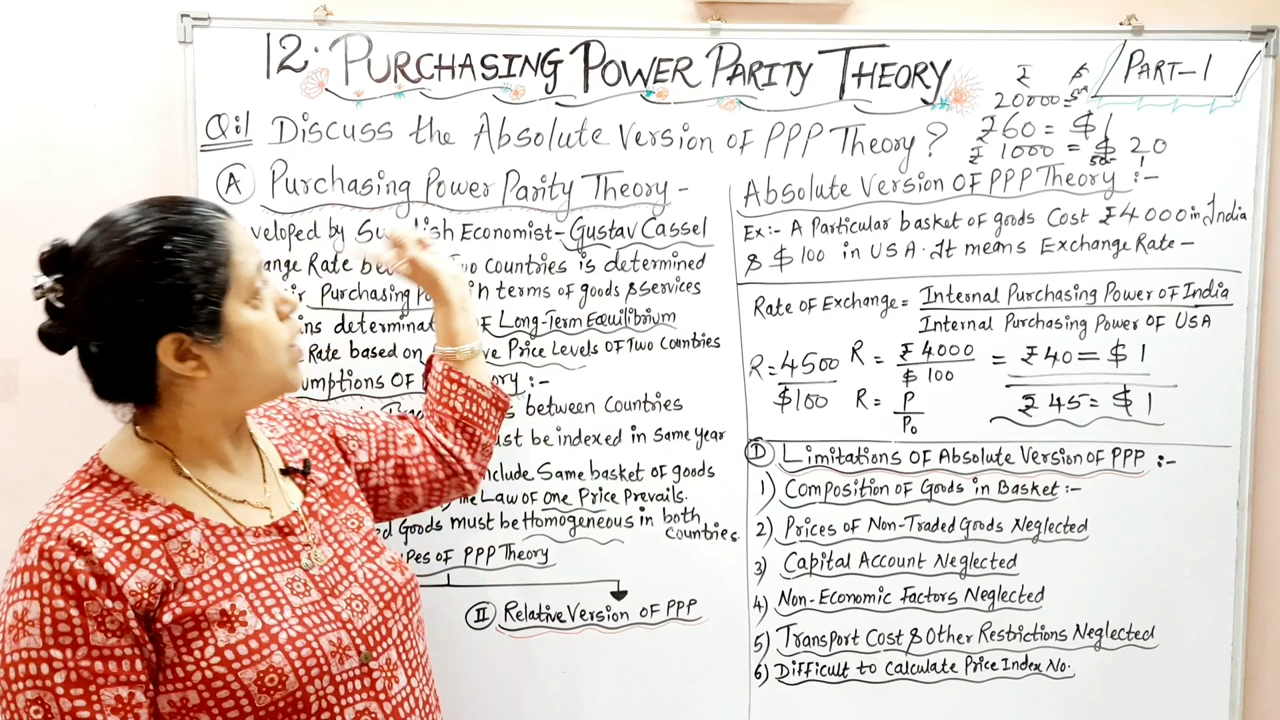 12. PURCHASING POWER PARITY THEORY
PART-1
₹ $
20000 =
₹60 = $1
₹ 1000 = $ 20
50 1
Q:1 Discuss the Absolute Version of PPP Theory?
A Purchasing Power Parity Theory -
veloped by Economist- Gustav Cassel
ange Rate Two Countries is determined
Purchasing in terms of goods & services
ins of Long-Term Equilibrium
Rate based on Price Levels of Two Countries
umptions OF :-
between Countries
ust be indexed in Same year
nclude Same basket of goods
Law of one Price Prevails.
d Goods must be Homogeneous in both
Countries.
pes of PPP Theory
II Relative Version OF PPP
Absolute Version OF PPP Theory :-
Ex:- A Particular basket of goods Cost ₹4000 in India
& $100 in USA. It means Exchange Rate -
Rate of Exchange = Internal Purchasing Power OF India
Internal Purchasing Power OF USA
R = 4500 R = ₹4000 = ₹40 = $1
$100 $100
R = P ₹45 = $1
P₀
D Limitations OF Absolute Version OF PPP :-
1) Composition OF Goods in Basket :-
2) Prices of Non-Traded Goods Neglected
3) Capital Account Neglected
4) Non-Economic Factors Neglected
5) Transport Cost & Other Restrictions Neglected
6) Difficult to Calculate Price Index No.